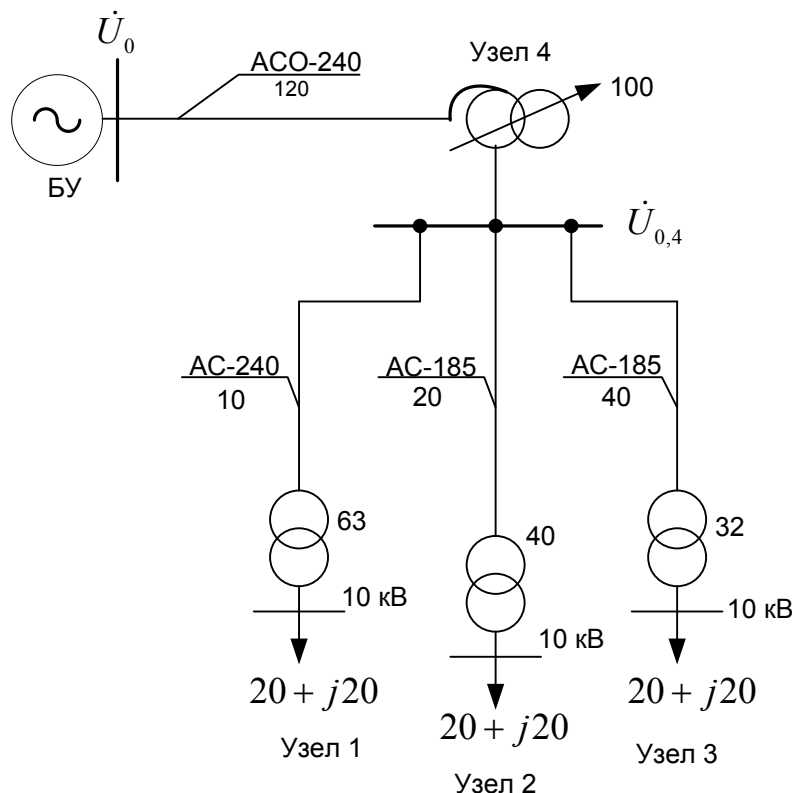 U̇₀
Узел 4
АСО-240
120
100
БУ
U̇₀,₄
АС-240
10
АС-185
20
АС-185
40
63
40
32
10 кВ
10 кВ
10 кВ
20 + j20
20 + j20
20 + j20
Узел 1
Узел 2
Узел 3